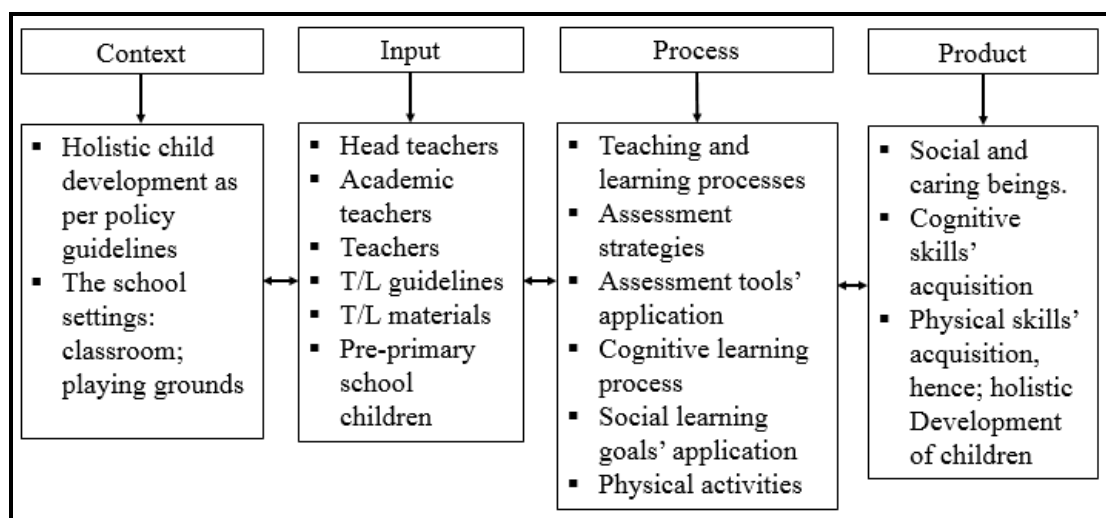 Context
Input
Process
Product
▪ Holistic child
development as
per policy
guidelines
▪ The school
settings:
classroom;
playing grounds
▪ Head teachers
▪ Academic
teachers
▪ Teachers
▪ T/L guidelines
▪ T/L materials
▪ Pre-primary
school
children
▪ Teaching and
learning processes
▪ Assessment
strategies
▪ Assessment tools’
application
▪ Cognitive learning
process
▪ Social learning
goals’ application
▪ Physical activities
▪ Social and
caring beings.
▪ Cognitive
skills’
acquisition
▪ Physical skills’
acquisition,
hence; holistic
Development
of children